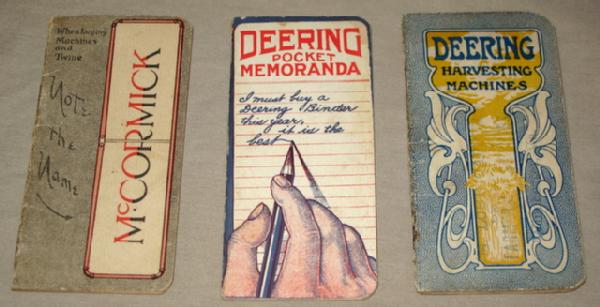 When Buying
Machines
and
Twine
Note
the
Name
McCORMICK
DEERING
POCKET
MEMORANDA
I must buy a
Deering Binder
this year,
it is the
best
DEERING
HARVESTING
MACHINES